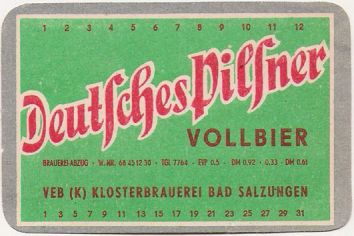 1 2 3 4 5 6 7 8 9 10 11 12
Deutſches Pilſner
VOLLBIER
BRAUEREI-ABZUG · W.-NR. 68 45 12 30 · TGL 7764 · EVP 0.5 · DM 0.92 · 0.33 · DM 0.61
VEB (K) KLOSTERBRAUEREI BAD SALZUNGEN
1 3 5 7 9 11 13 15 17 19 21 23 25 27 29 31